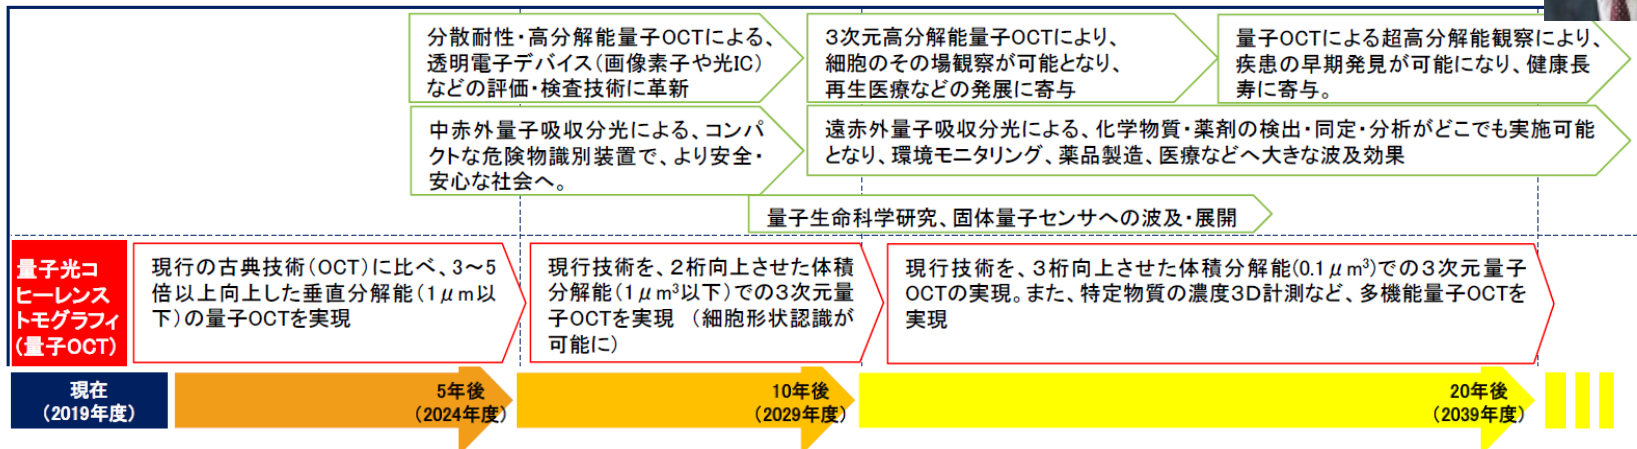 分散耐性・高分解能量子OCTによる、
透明電子デバイス(画像素子や光IC)
などの評価・検査技術に革新
3次元高分解能量子OCTにより、
細胞のその場観察が可能となり、
再生医療などの発展に寄与
量子OCTによる超高分解能観察により、
疾患の早期発見が可能になり、健康長
寿に寄与。
中赤外量子吸収分光による、コンパ
クトな危険物識別装置で、より安全・
安心な社会へ。
遠赤外量子吸収分光による、化学物質・薬剤の検出・同定・分析がどこでも実施可能
となり、環境モニタリング、薬品製造、医療などへ大きな波及効果
量子生命科学研究、固体量子センサへの波及・展開
量子光コ
ヒーレンス
トモグラフィ
(量子OCT)
現行の古典技術(OCT)に比べ、3~5
倍以上向上した垂直分解能(1μm以
下)の量子OCTを実現
現行技術を、2桁向上させた体積
分解能(1μm³以下)での3次元量
子OCTを実現 (細胞形状認識が
可能に)
現行技術を、3桁向上させた体積分解能(0.1μm³)での3次元量子
OCTの実現。また、特定物質の濃度3D計測など、多機能量子OCTを
実現
現在
(2019年度)
5年後
(2024年度)
10年後
(2029年度)
20年後
(2039年度)